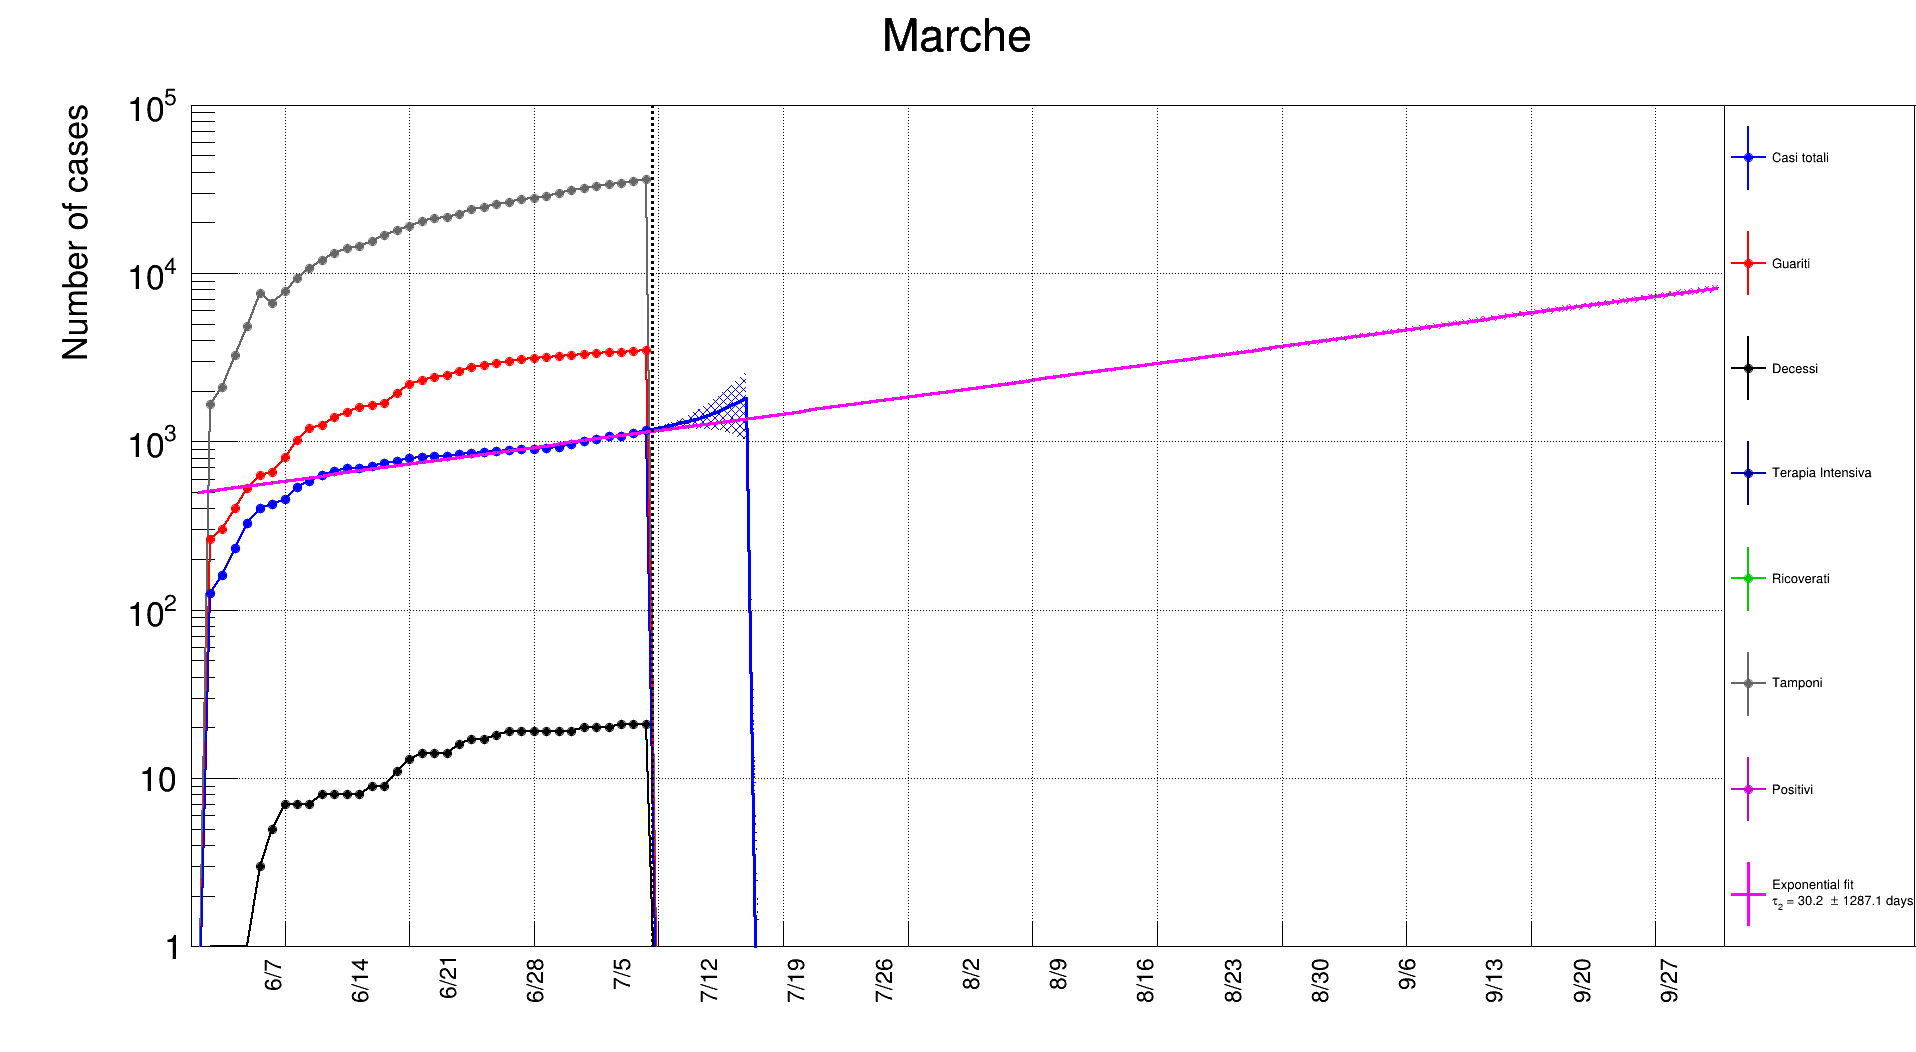 Marche
Number of cases
10^5
10^4
10^3
10^2
10
1
6/7
6/14
6/21
6/28
7/5
7/12
7/19
7/26
8/2
8/9
8/16
8/23
8/30
9/6
9/13
9/20
9/27
Casi totali
Guariti
Decessi
Terapia Intensiva
Ricoverati
Tamponi
Positivi
Exponential fit
τ_2 = 30.2 ± 1287.1 days